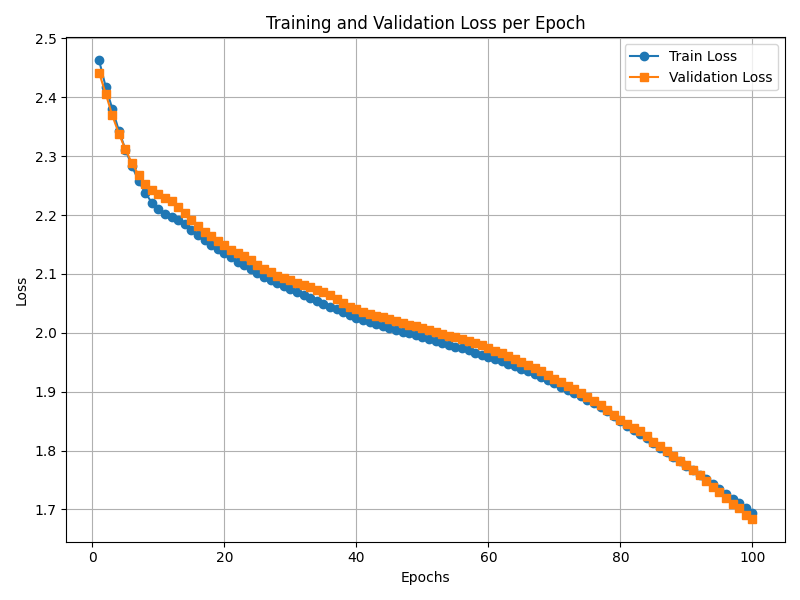 Training and Validation Loss per Epoch
Train Loss
Validation Loss
2.5
2.4
2.3
2.2
2.1
2.0
1.9
1.8
1.7
Loss
0 20 40 60 80 100
Epochs